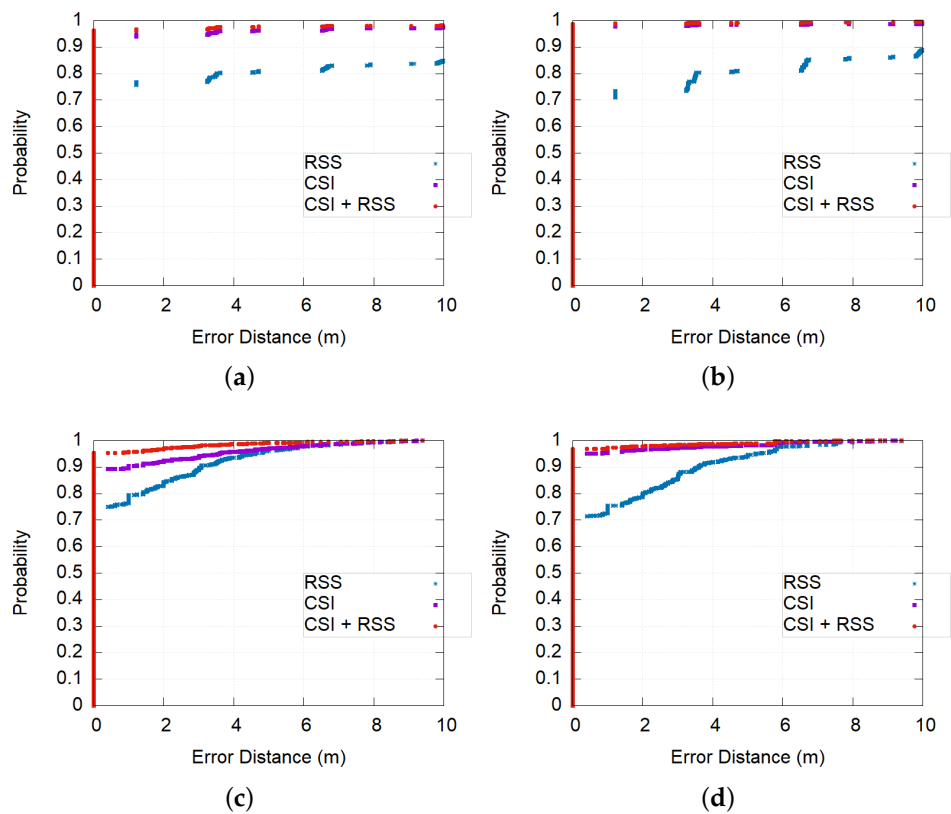 1
0.9
0.8
0.7
0.6
0.5
0.4
0.3
0.2
0.1
0
Probability
RSS
CSI
CSI + RSS
0 2 4 6 8 10
Error Distance (m)
(a)
1
0.9
0.8
0.7
0.6
0.5
0.4
0.3
0.2
0.1
0
Probability
RSS
CSI
CSI + RSS
0 2 4 6 8 10
Error Distance (m)
(b)
1
0.9
0.8
0.7
0.6
0.5
0.4
0.3
0.2
0.1
0
Probability
RSS
CSI
CSI + RSS
0 2 4 6 8 10
Error Distance (m)
(c)
1
0.9
0.8
0.7
0.6
0.5
0.4
0.3
0.2
0.1
0
Probability
RSS
CSI
CSI + RSS
0 2 4 6 8 10
Error Distance (m)
(d)